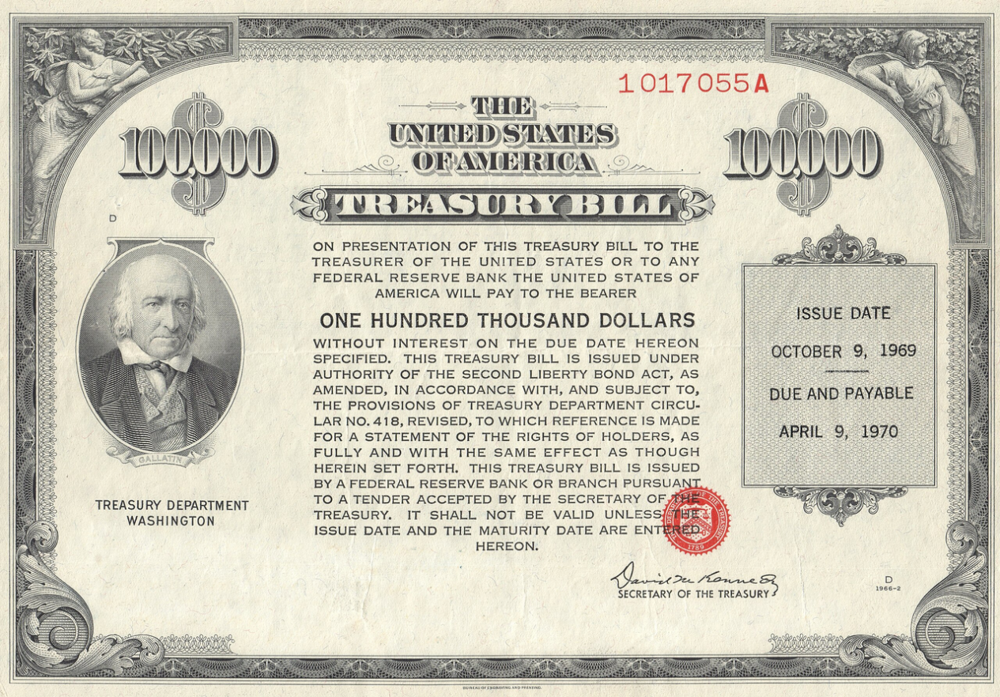 1017055A
THE
UNITED STATES
OF AMERICA
$100,000
$100,000
TREASURY BILL
D
ON PRESENTATION OF THIS TREASURY BILL TO THE
TREASURER OF THE UNITED STATES OR TO ANY
FEDERAL RESERVE BANK THE UNITED STATES OF
AMERICA WILL PAY TO THE BEARER
ONE HUNDRED THOUSAND DOLLARS
WITHOUT INTEREST ON THE DUE DATE HEREON
SPECIFIED. THIS TREASURY BILL IS ISSUED UNDER
AUTHORITY OF THE SECOND LIBERTY BOND ACT, AS
AMENDED, IN ACCORDANCE WITH, AND SUBJECT TO,
THE PROVISIONS OF TREASURY DEPARTMENT CIRCU-
LAR NO. 418, REVISED, TO WHICH REFERENCE IS MADE
FOR A STATEMENT OF THE RIGHTS OF HOLDERS, AS
FULLY AND WITH THE SAME EFFECT AS THOUGH
HEREIN SET FORTH. THIS TREASURY BILL IS ISSUED
BY A FEDERAL RESERVE BANK OR BRANCH PURSUANT
TO A TENDER ACCEPTED BY THE SECRETARY OF THE
TREASURY. IT SHALL NOT BE VALID UNLESS THE
ISSUE DATE AND THE MATURITY DATE ARE ENTERED
HEREON.
GALLATIN
TREASURY DEPARTMENT
WASHINGTON
ISSUE DATE
OCTOBER 9, 1969
DUE AND PAYABLE
APRIL 9, 1970
THE DEPARTMENT OF THE TREASURY
1789
David M Kennedy
SECRETARY OF THE TREASURY
D
1966-2
BUREAU OF ENGRAVING AND PRINTING.